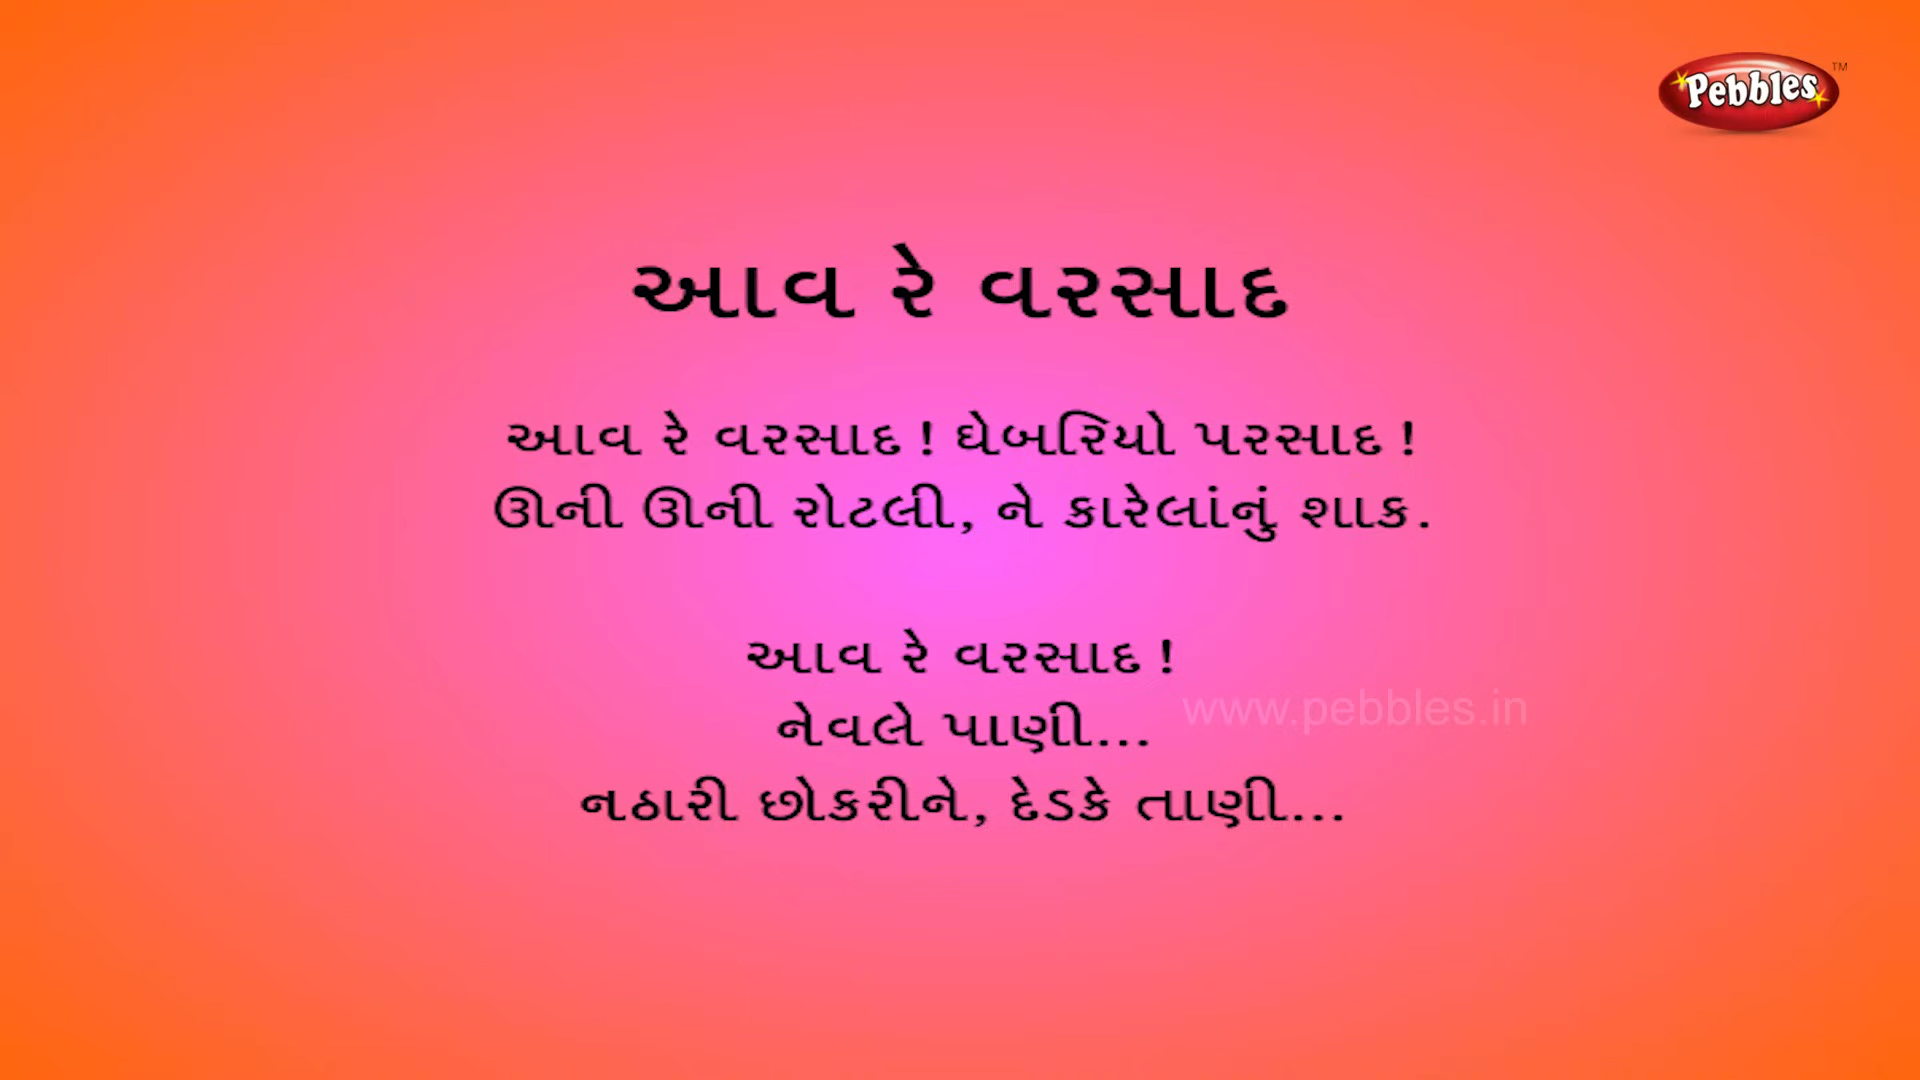 Pebbles TM
આવ રે વરસાદ
આવ રે વરસાદ ! ઘેબરિયો પરસાદ !
ઊની ઊની રોટલી, ને કારેલાંનું શાક.
આવ રે વરસાદ !
www.pebbles.in
નેવલે પાણી...
નઠારી છોકરીને, દેડકે તાણી...